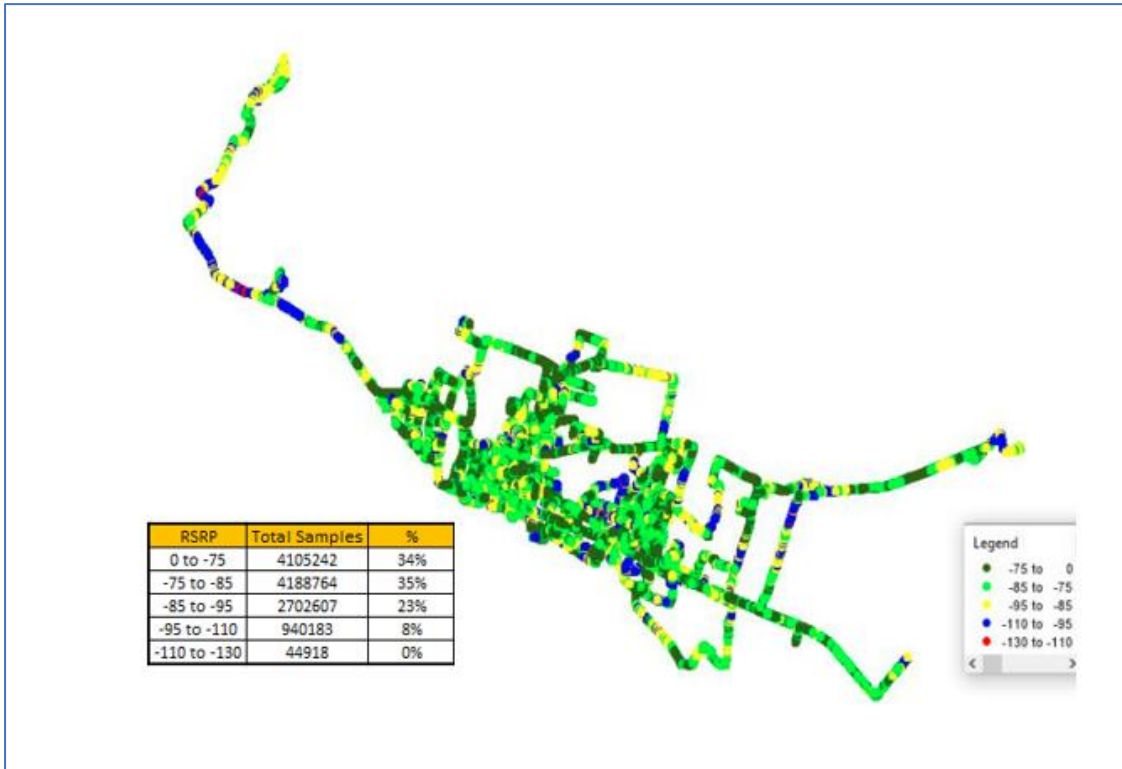 RSRP Total Samples %
0 to -75 4105242 34%
-75 to -85 4188764 35%
-85 to -95 2702607 23%
-95 to -110 940183 8%
-110 to -130 44918 0%
Legend
-75 to 0
-85 to -75
-95 to -85
-110 to -95
-130 to -110